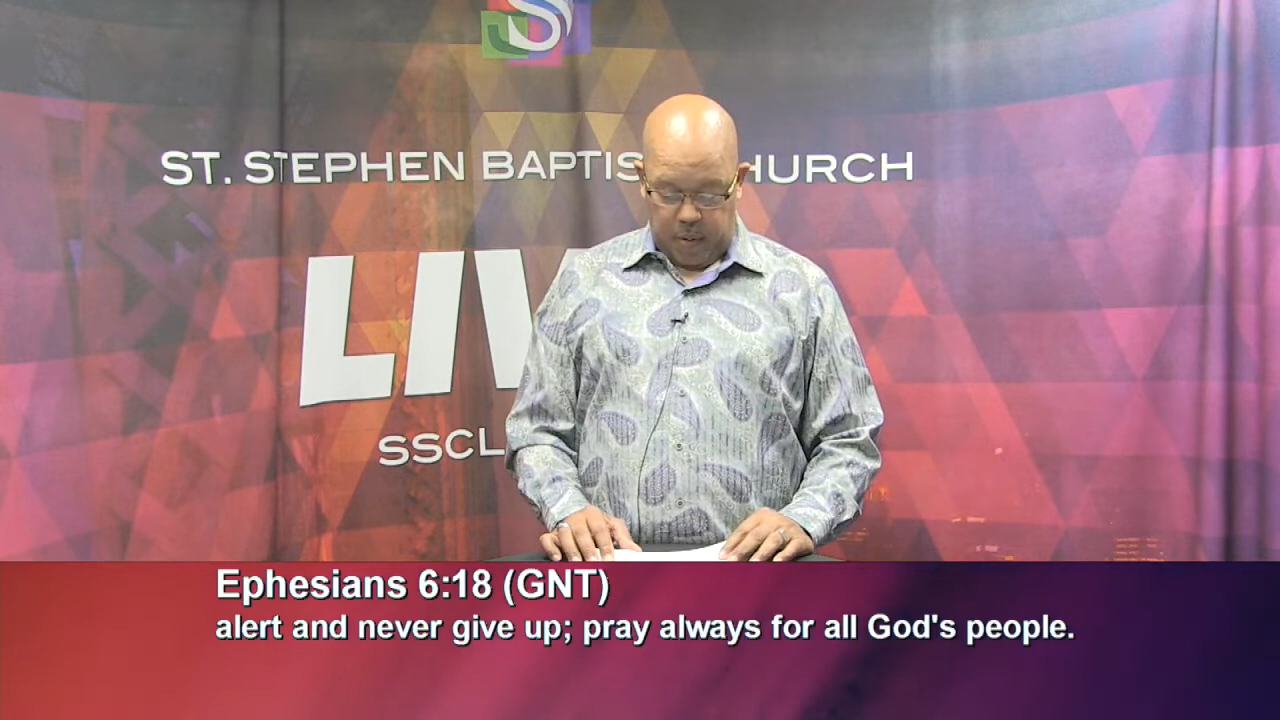 S
ST. STEPHEN BAPTIS HURCH
LIV
SSCL
Ephesians 6:18 (GNT)
alert and never give up; pray always for all God's people.